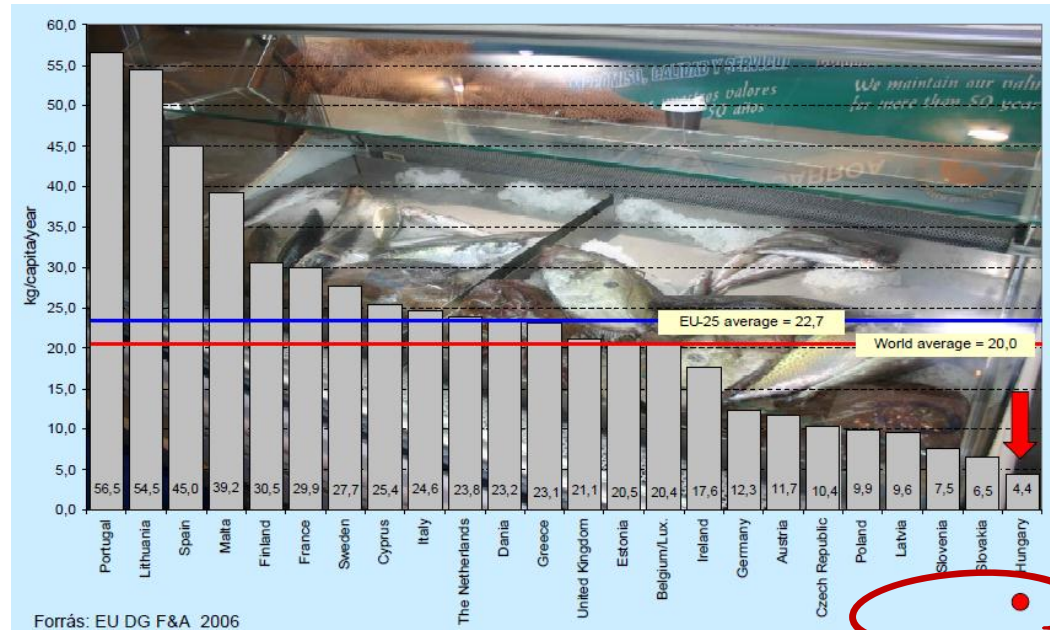 60,0
55,0
50,0
45,0
40,0
35,0
30,0
25,0
20,0
15,0
10,0
5,0
0,0
kg/capita/year
CALIDAD Y SERVICIO
valores
50 años
We maintain our
for more than 50
EU-25 average = 22,7
World average = 20,0
56,5
54,5
45,0
39,2
30,5
29,9
27,7
25,4
24,6
23,8
23,2
23,1
21,1
20,5
20,4
17,6
12,3
11,7
10,4
9,9
9,6
7,5
6,5
4,4
Portugal
Lithuania
Spain
Malta
Finland
France
Sweden
Cyprus
Italy
The Netherlands
Dania
Greece
United Kingdom
Estonia
Belgium/Lux.
Ireland
Germany
Austria
Czech Republic
Poland
Latvia
Slovenia
Slovakia
Hungary
Forrás: EU DG F&A 2006